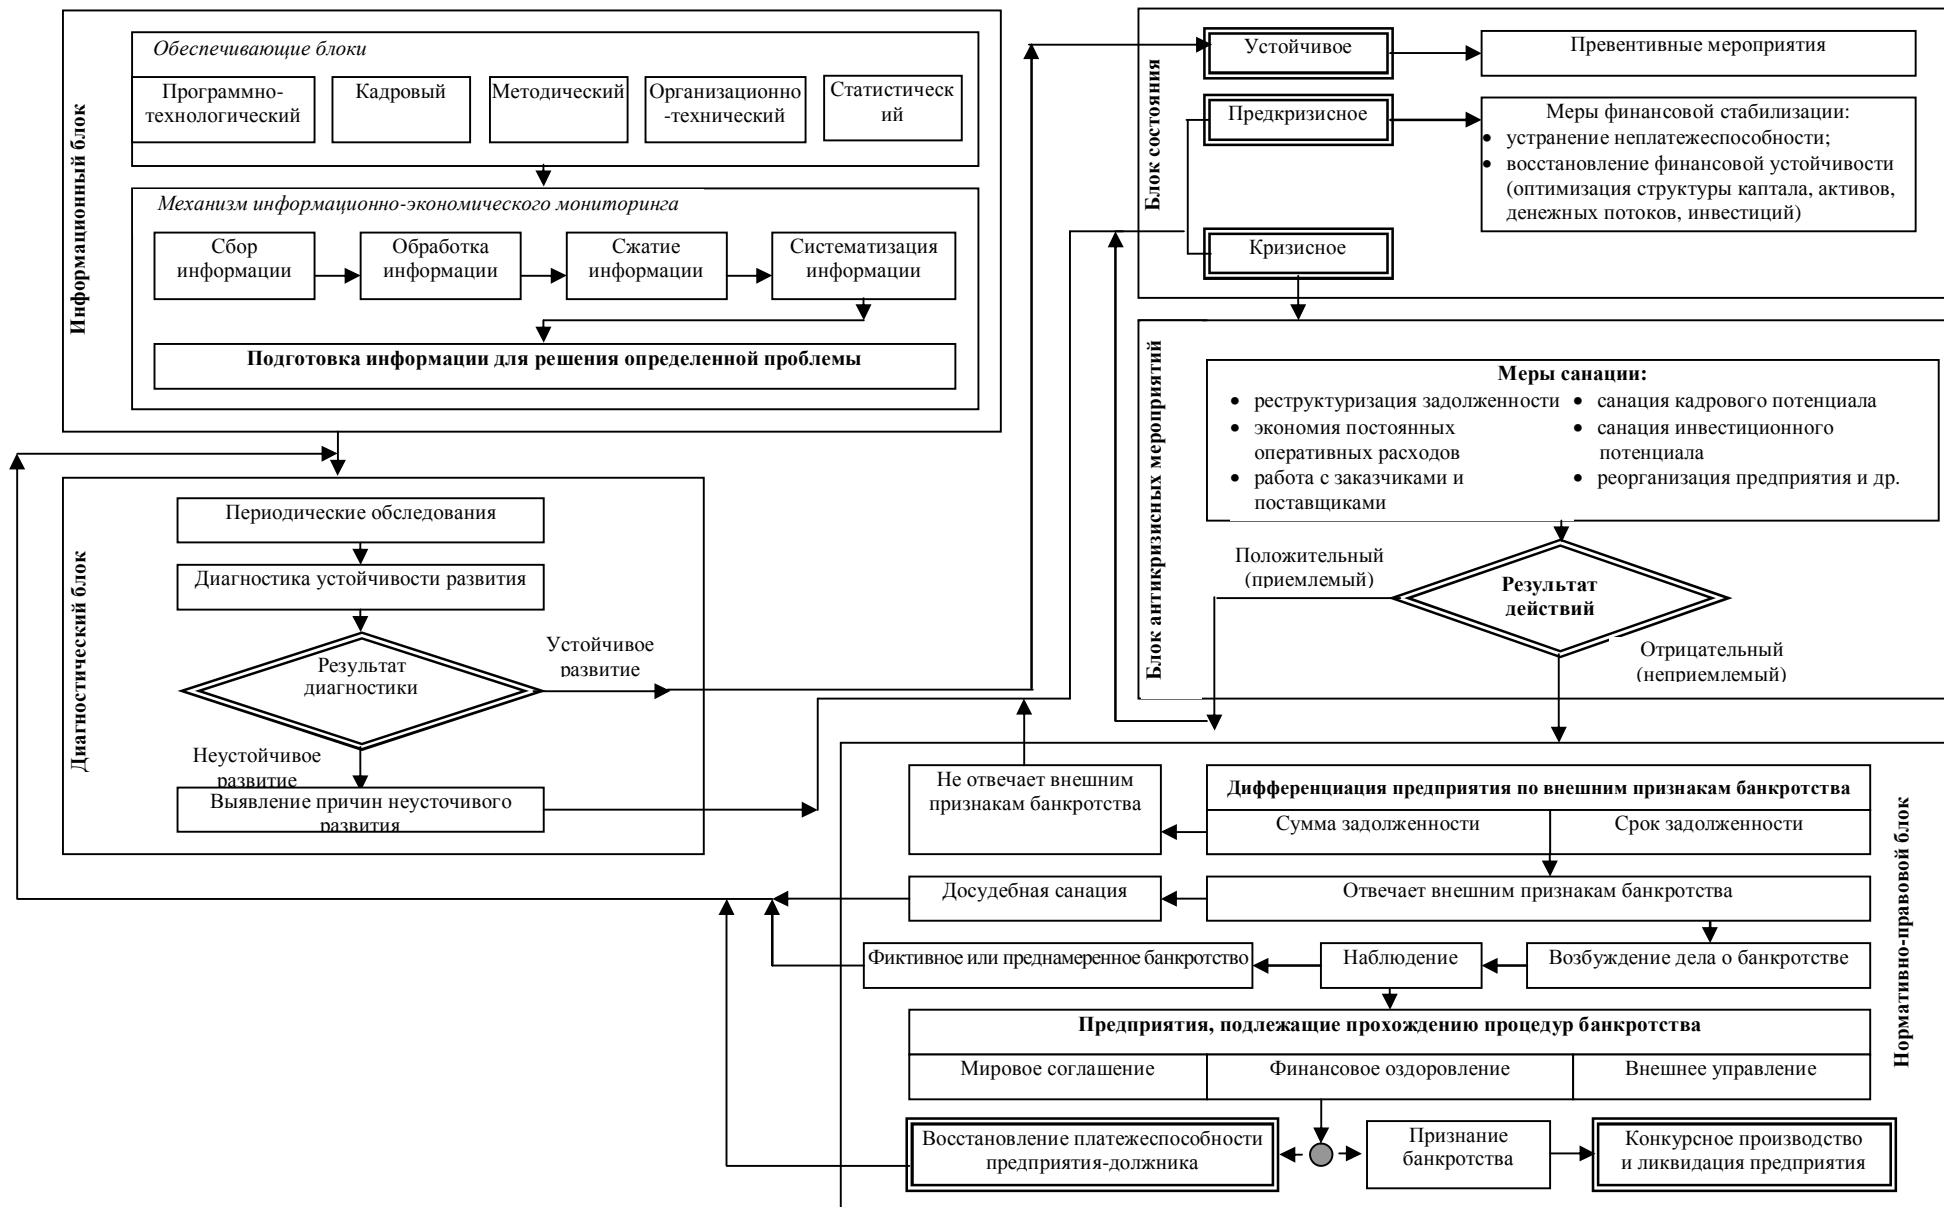 Информационный блок
Обеспечивающие блоки
Программно-
технологический
Кадровый
Методический
Организационно
-технический
Статистическ
ий
Механизм информационно-экономического мониторинга
Сбор
информации
Обработка
информации
Сжатие
информации
Систематизация
информации
Подготовка информации для решения определенной проблемы
Диагностический блок
Периодические обследования
Диагностика устойчивости развития
Результат
диагностики
Устойчивое
развитие
Неустойчивое
развитие
Выявление причин неусточивого
развития
Блок состояния
Устойчивое
Превентивные мероприятия
Предкризисное
Меры финансовой стабилизации:
• устранение неплатежеспособности;
• восстановление финансовой устойчивости
(оптимизация структуры каптала, активов,
денежных потоков, инвестиций)
Кризисное
Блок антикризисных мероприятий
Меры санации:
• реструктуризация задолженности
• экономия постоянных
оперативных расходов
• работа с заказчиками и
поставщиками
• санация кадрового потенциала
• санация инвестиционного
потенциала
• реорганизация предприятия и др.
Положительный
(приемлемый)
Результат
действий
Отрицательный
(неприемлемый)
Нормативно-правовой блок
Не отвечает внешним
признакам банкротства
Дифференциация предприятия по внешним признакам банкротства
Сумма задолженности
Срок задолженности
Досудебная санация
Отвечает внешним признакам банкротства
Фиктивное или преднамеренное банкротство
Наблюдение
Возбуждение дела о банкротстве
Предприятия, подлежащие прохождению процедур банкротства
Мировое соглашение
Финансовое оздоровление
Внешнее управление
Восстановление платежеспособности
предприятия-должника
Признание
банкротства
Конкурсное производство
и ликвидация предприятия